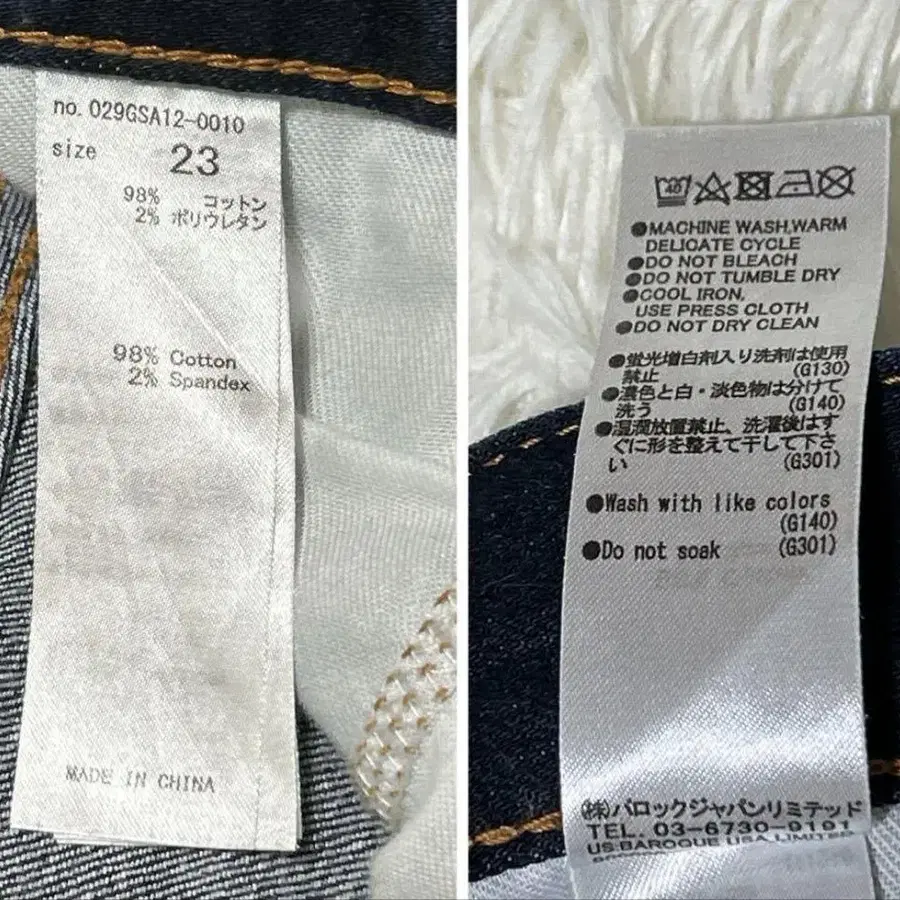 no. 029GSA12-0010
size 23
98% コットン
2% ポリウレタン
98% Cotton
2% Spandex
MADE IN CHINA
40
●MACHINE WASH,WARM
DELICATE CYCLE
●DO NOT BLEACH
●DO NOT TUMBLE DRY
●COOL IRON,
USE PRESS CLOTH
●DO NOT DRY CLEAN
●蛍光増白剤入り洗剤は使用
禁止 (G130)
●濃色と白・淡色物は分けて
洗う (G140)
●湿潤放置禁止、洗濯後はす
ぐに形を整えて干して下さ
い (G301)
●Wash with like colors
(G140)
●Do not soak (G301)
㈱バロックジャパンリミテッド
TEL. 03-6730-9191
US:BAROQUE USA LIMITED